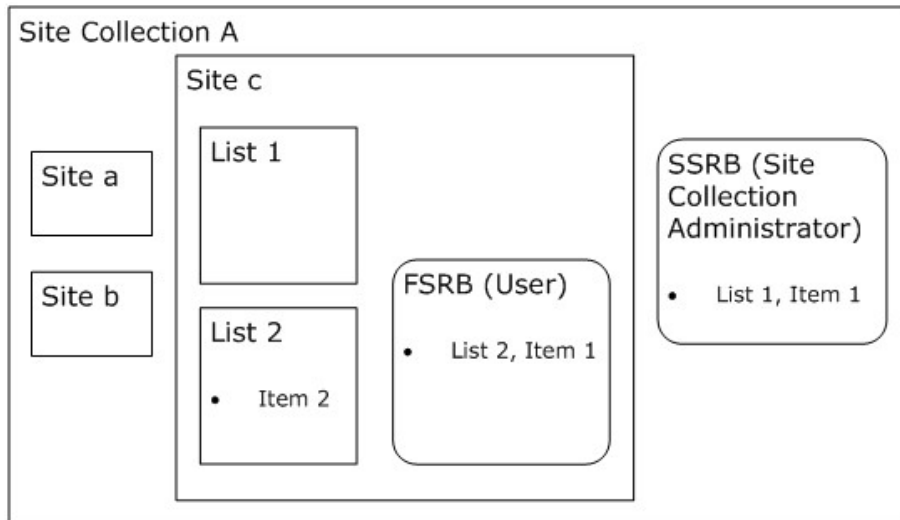 Site Collection A
Site c
Site a
Site b
List 1
List 2
• Item 2
FSRB (User)
• List 2, Item 1
SSRB (Site
Collection
Administrator)
• List 1, Item 1